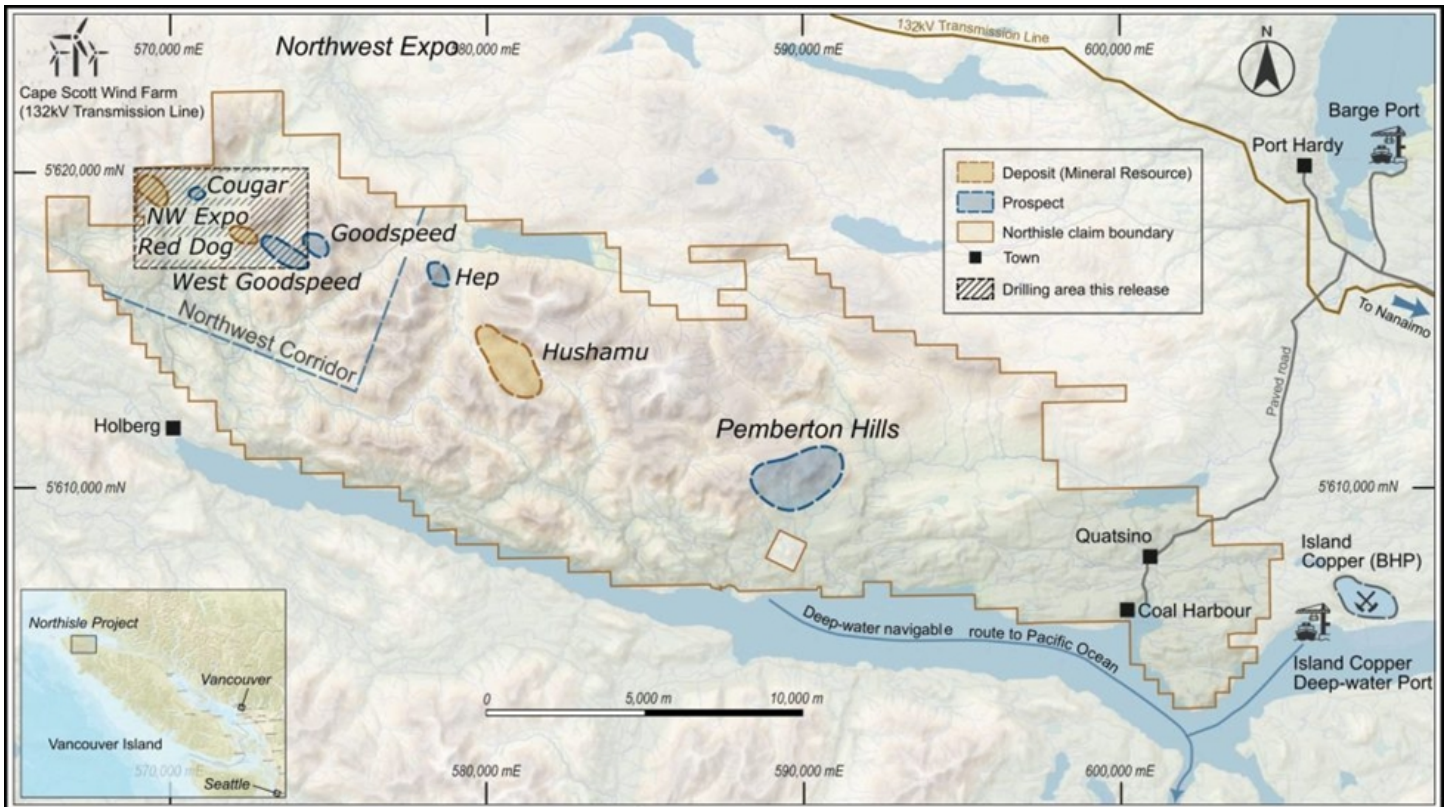 570,000 mE
Northwest Expo
580,000 mE
590,000 mE
132kV Transmission Line
600,000 mE
N
Cape Scott Wind Farm
(132kV Transmission Line)
Barge Port
Port Hardy
5'620,000 mN
Deposit (Mineral Resource)
Prospect
Northisle claim boundary
Town
Drilling area this release
Cougar
NW Expo
Red Dog
Goodspeed
West Goodspeed
Hep
To Nanaimo
Northwest Corridor
Hushamu
Paved road
Holberg
Pemberton Hills
5'610,000 mN
5'610,000 mN
Quatsino
Island
Copper (BHP)
Coal Harbour
Deep-water navigable route to Pacific Ocean
Island Copper
Deep-water Port
Northisle Project
Vancouver
Vancouver Island
Seattle
0
5,000 m
10,000 m
570,000 mE
580,000 mE
590,000 mE
600,000 mE